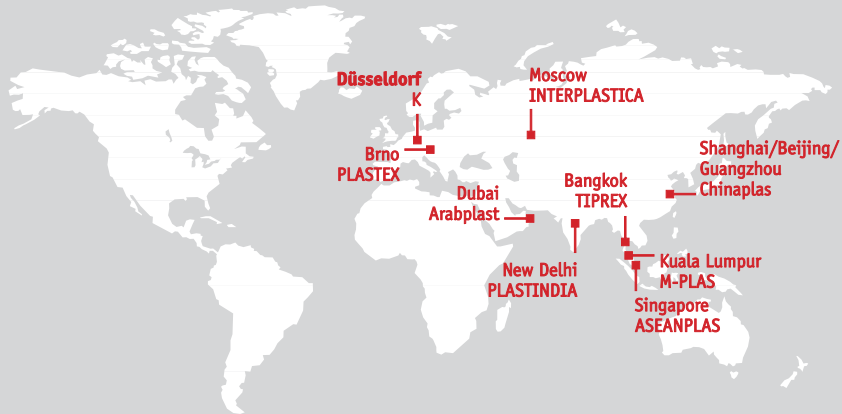 Düsseldorf
K
Moscow
INTERPLASTICA
Brno
PLASTEX
Shanghai/Beijing/
Guangzhou
Chinaplas
Dubai
Arabplast
Bangkok
TIPREX
New Delhi
PLASTINDIA
Kuala Lumpur
M-PLAS
Singapore
ASEANPLAS